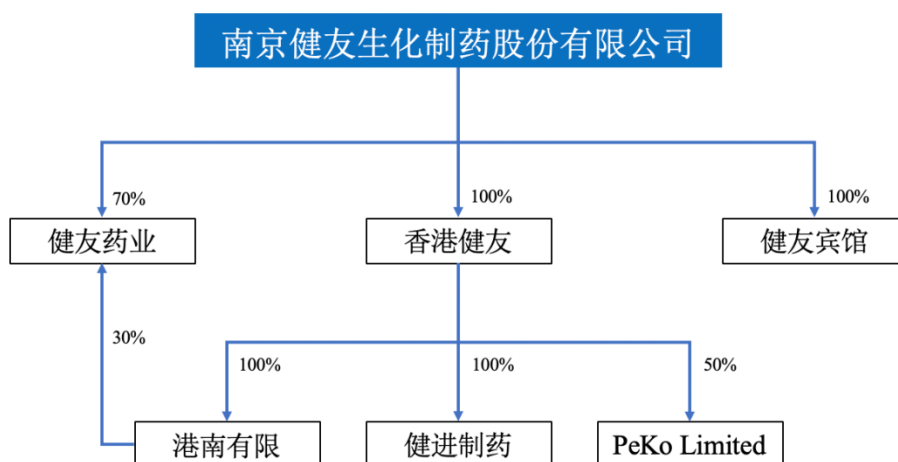 南京健友生化制药股份有限公司
70%
100%
100%
健友药业
香港健友
健友宾馆
30%
100%
100%
50%
港南有限
健进制药
PeKo Limited